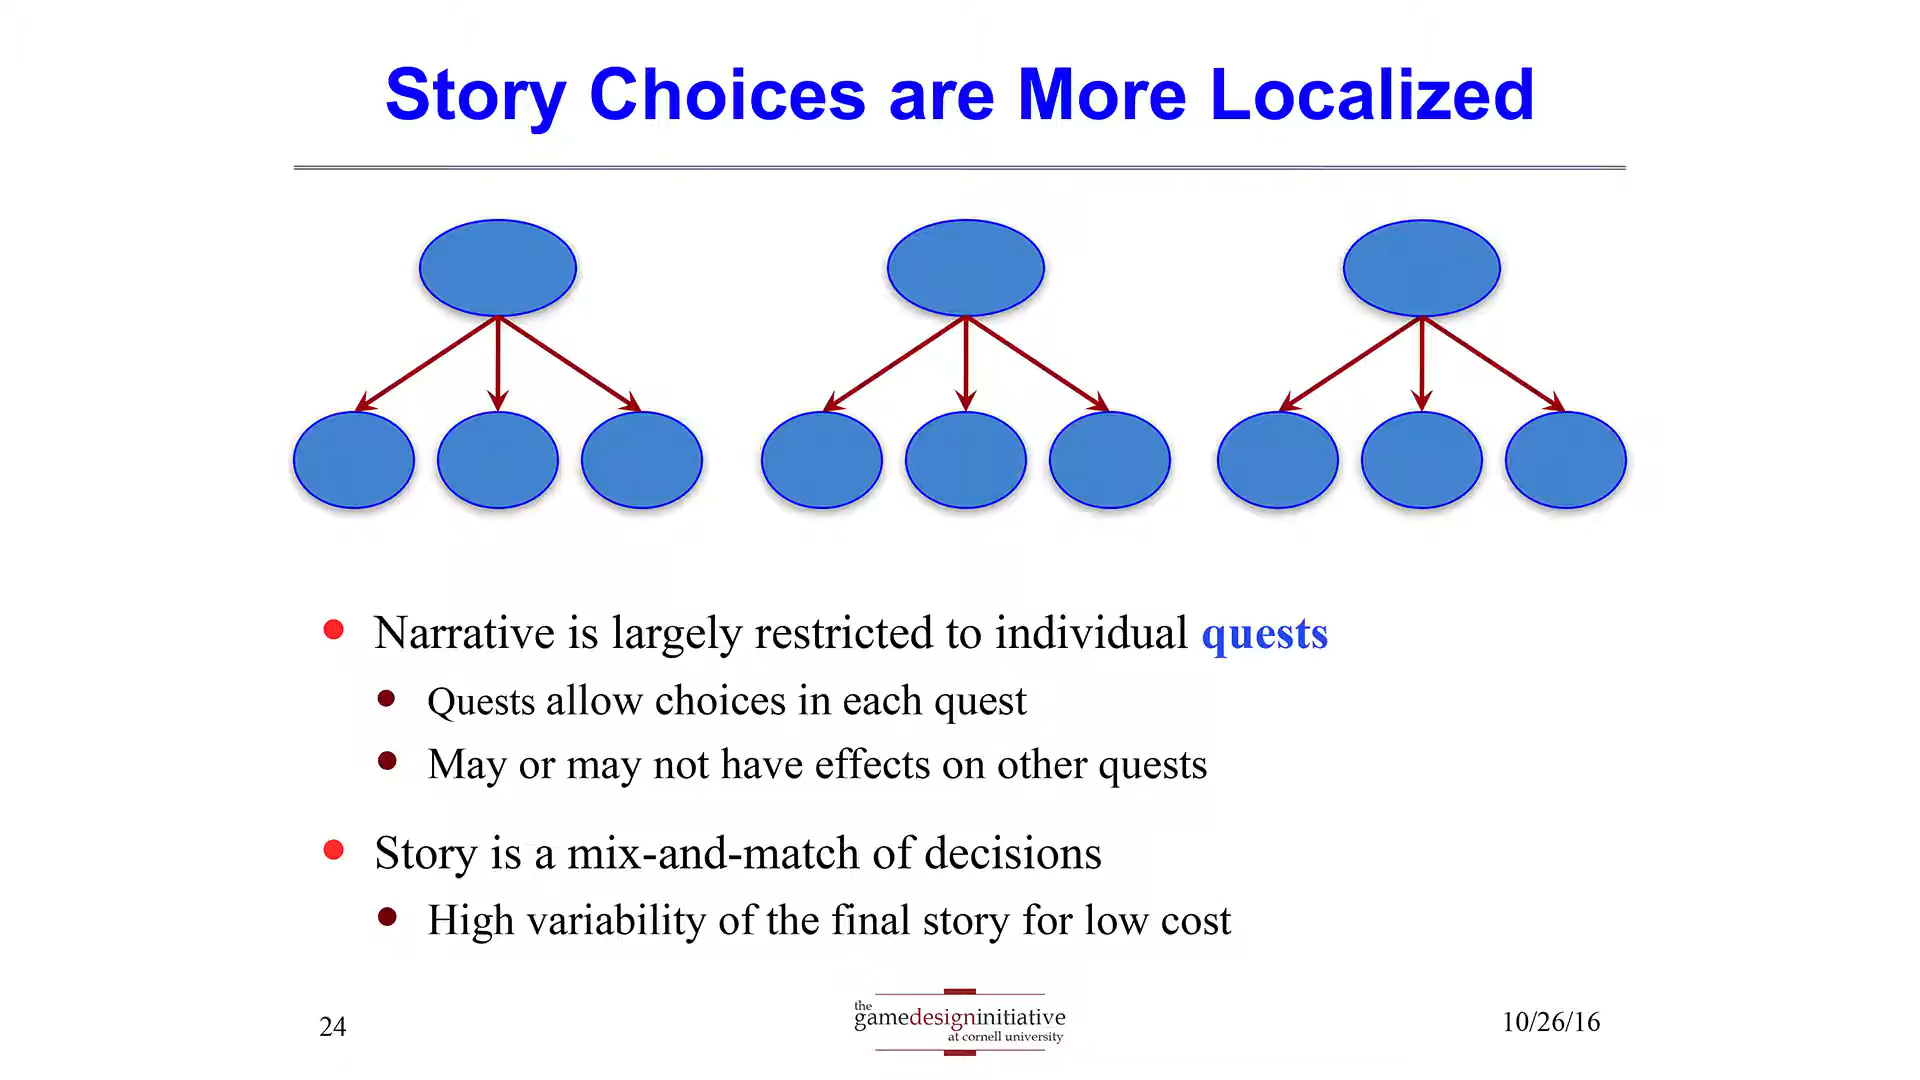 Story Choices are More Localized
Narrative is largely restricted to individual quests
Quests allow choices in each quest
May or may not have effects on other quests
Story is a mix-and-match of decisions
High variability of the final story for low cost
24
the
gamedesigninitiative
at cornell university
10/26/16